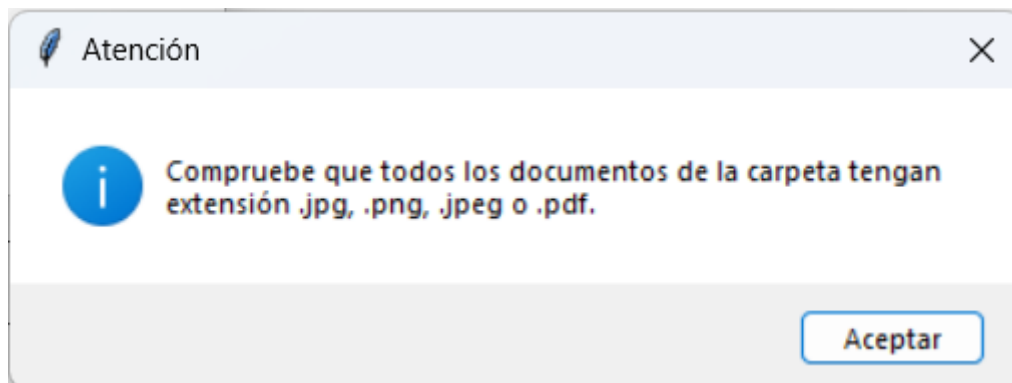 Atención
Compruebe que todos los documentos de la carpeta tengan
extensión .jpg, .png, .jpeg o .pdf.
Aceptar